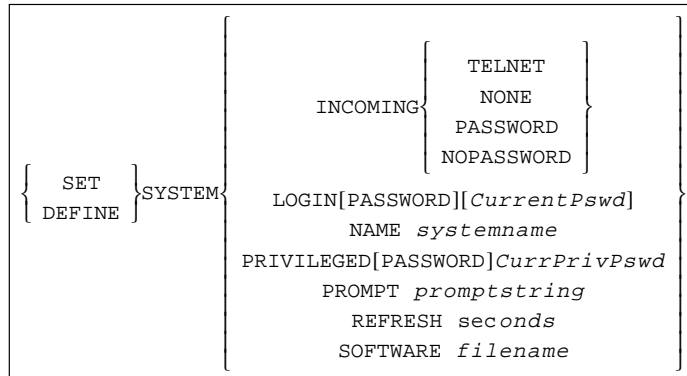 TELNET
NONE
INCOMING
PASSWORD
NOPASSWORD
SET
DEFINE
SYSTEM
LOGIN[PASSWORD][CurrentPswd]
NAME systemname
PRIVILEGED[PASSWORD]CurrPrivPswd
PROMPT promptstring
REFRESH seconds
SOFTWARE filename